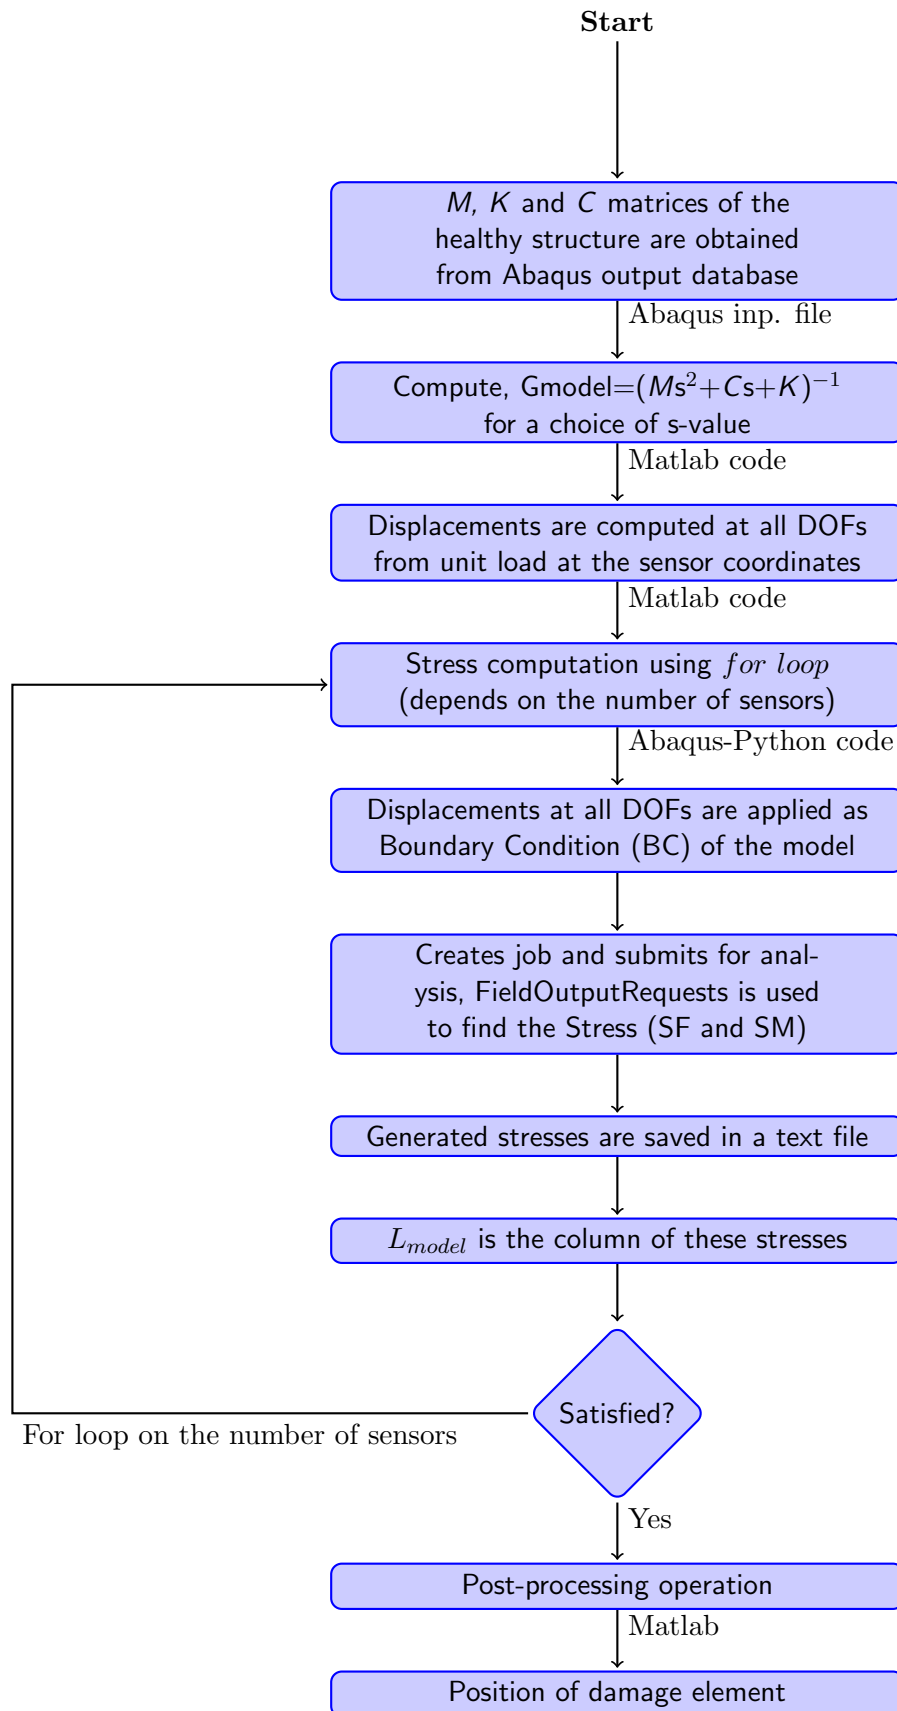 Start
M, K and C matrices of the
healthy structure are obtained
from Abaqus output database
Abaqus inp. file
Compute, Gmodel=(Ms²+Cs+K)⁻¹
for a choice of s-value
Matlab code
Displacements are computed at all DOFs
from unit load at the sensor coordinates
Matlab code
Stress computation using for loop
(depends on the number of sensors)
Abaqus-Python code
Displacements at all DOFs are applied as
Boundary Condition (BC) of the model
Creates job and submits for anal-
ysis, FieldOutputRequests is used
to find the Stress (SF and SM)
Generated stresses are saved in a text file
L_model is the column of these stresses
Satisfied?
For loop on the number of sensors
Yes
Post-processing operation
Matlab
Position of damage element